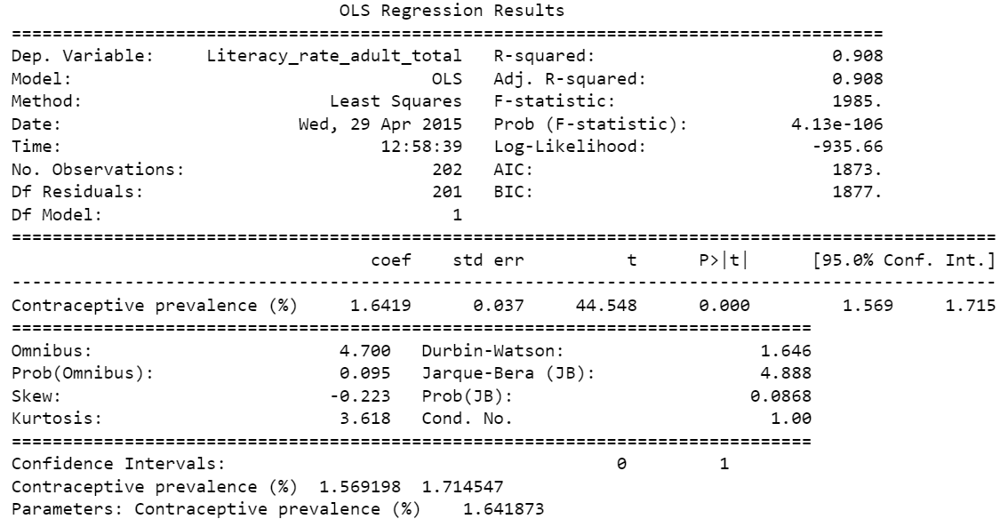 OLS Regression Results
==============================================================================
Dep. Variable: Literacy_rate_adult_total R-squared: 0.908
Model: OLS Adj. R-squared: 0.908
Method: Least Squares F-statistic: 1985.
Date: Wed, 29 Apr 2015 Prob (F-statistic): 4.13e-106
Time: 12:58:39 Log-Likelihood: -935.66
No. Observations: 202 AIC: 1873.
Df Residuals: 201 BIC: 1877.
Df Model: 1
==============================================================================
coef std err t P>|t| [95.0% Conf. Int.]
------------------------------------------------------------------------------
Contraceptive prevalence (%) 1.6419 0.037 44.548 0.000 1.569 1.715
==============================================================================
Omnibus: 4.700 Durbin-Watson: 1.646
Prob(Omnibus): 0.095 Jarque-Bera (JB): 4.888
Skew: -0.223 Prob(JB): 0.0868
Kurtosis: 3.618 Cond. No. 1.00
==============================================================================
Confidence Intervals: 0 1
Contraceptive prevalence (%) 1.569198 1.714547
Parameters: Contraceptive prevalence (%) 1.641873